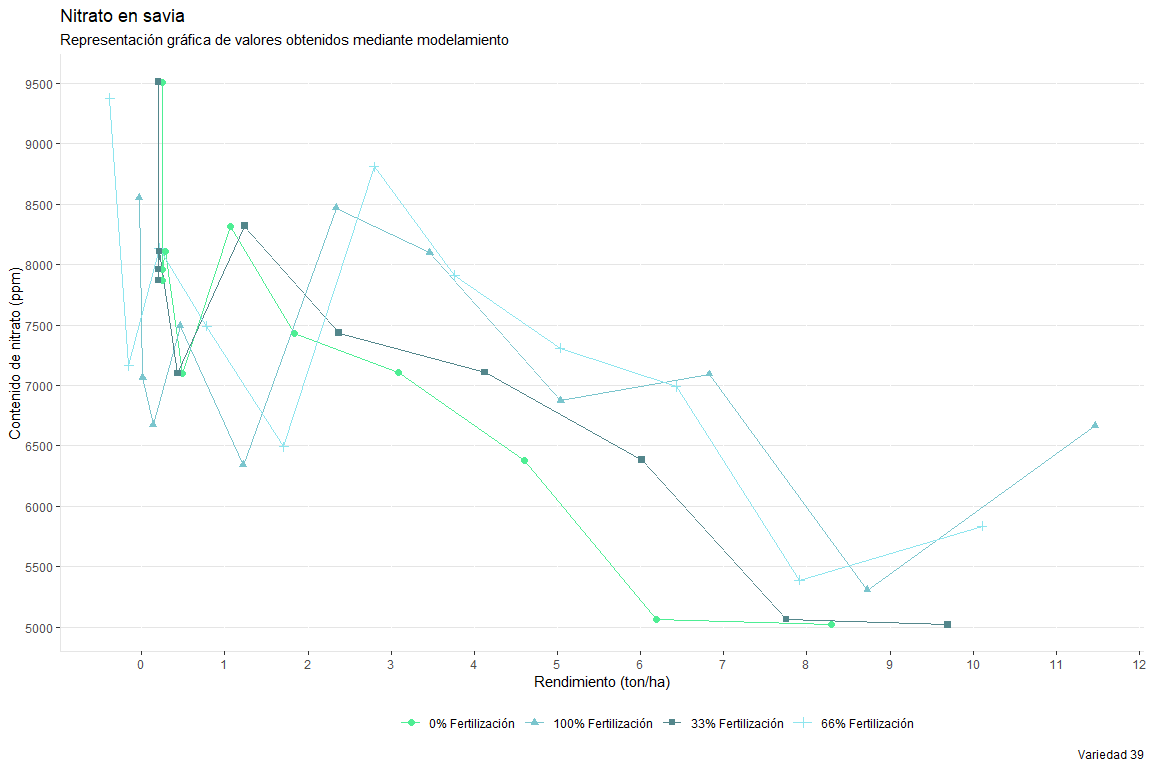 Nitrato en savia
Representación gráfica de valores obtenidos mediante modelamiento
Contenido de nitrato (ppm)
9500
9000
8500
8000
7500
7000
6500
6000
5500
5000
0 1 2 3 4 5 6 7 8 9 10 11 12
Rendimiento (ton/ha)
0% Fertilización 100% Fertilización 33% Fertilización 66% Fertilización
Variedad 39